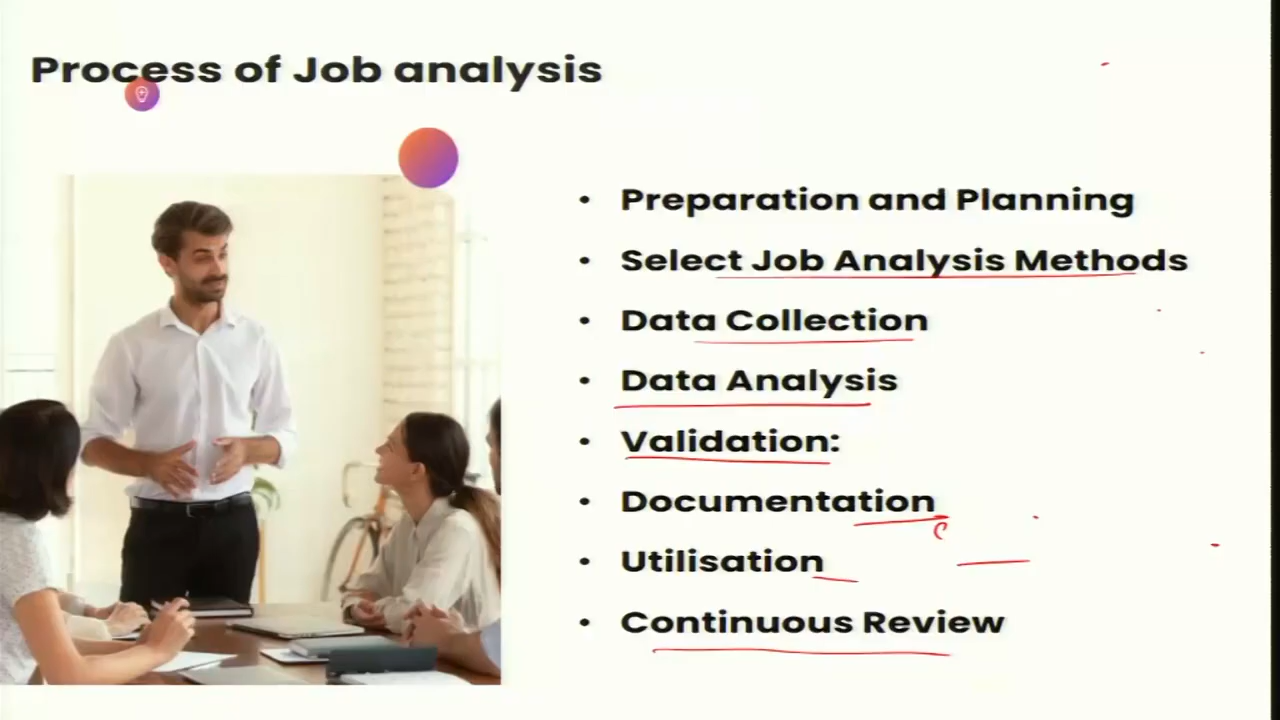 Process of Job analysis
• Preparation and Planning
• Select Job Analysis Methods
• Data Collection
• Data Analysis
• Validation:
• Documentation
• Utilisation
• Continuous Review